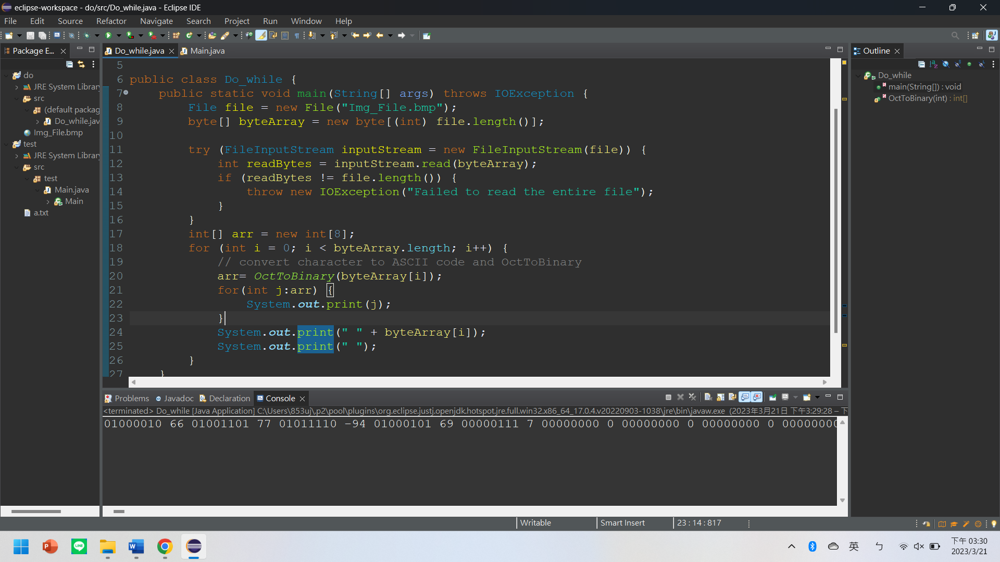 eclipse-workspace - do/src/Do_while.java - Eclipse IDE
File Edit Source Refactor Navigate Search Project Run Window Help
Package E...
do
JRE System Library
src
(default packag
Do_while.jav
Img_File.bmp
test
JRE System Library
src
test
Main.java
Main
a.txt
Do_while.java Main.java
5
6 public class Do_while {
7 public static void main(String[] args) throws IOException {
8 File file = new File("Img_File.bmp");
9 byte[] byteArray = new byte[(int) file.length()];
10
11 try (FileInputStream inputStream = new FileInputStream(file)) {
12 int readBytes = inputStream.read(byteArray);
13 if (readBytes != file.length()) {
14 throw new IOException("Failed to read the entire file");
15 }
16 }
17 int[] arr = new int[8];
18 for (int i = 0; i < byteArray.length; i++) {
19 // convert character to ASCII code and OctToBinary
20 arr= OctToBinary(byteArray[i]);
21 for(int j:arr) {
22 System.out.print(j);
23 }
24 System.out.print(" " + byteArray[i]);
25 System.out.print(" ");
26 }
27 }
Outline
Do_while
main(String[]) : void
OctToBinary(int) : int[]
Problems Javadoc Declaration Console
<terminated> Do_while [Java Application] C:\Users\853uj\.p2\pool\plugins\org.eclipse.justj.openjdk.hotspot.jre.full.win32.x86_64_17.0.4.v20220903-1038\jre\bin\javaw.exe (2023年3月21日 下午3:29:28 – 下
01000010 66 01001101 77 01011110 -94 01000101 69 00000111 7 00000000 0 00000000 0 00000000 0 00000000
Writable Smart Insert 23 : 14 : 817
英 ㄅ
下午 03:30
2023/3/21